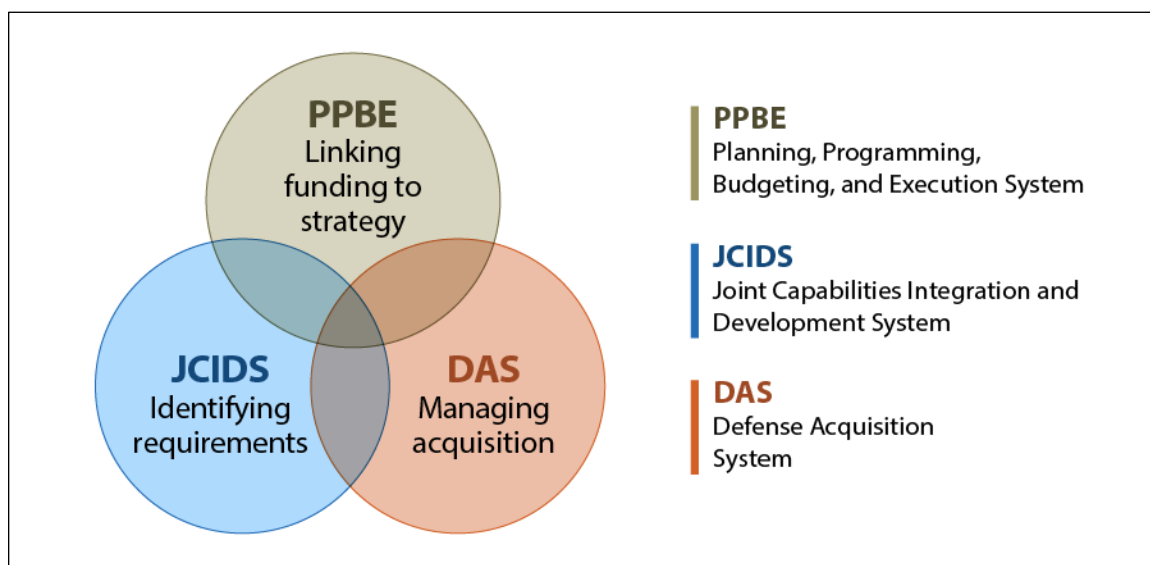 PPBE
Linking
funding to
strategy
JCIDS
Identifying
requirements
DAS
Managing
acquisition
PPBE
Planning, Programming,
Budgeting, and Execution System
JCIDS
Joint Capabilities Integration and
Development System
DAS
Defense Acquisition
System